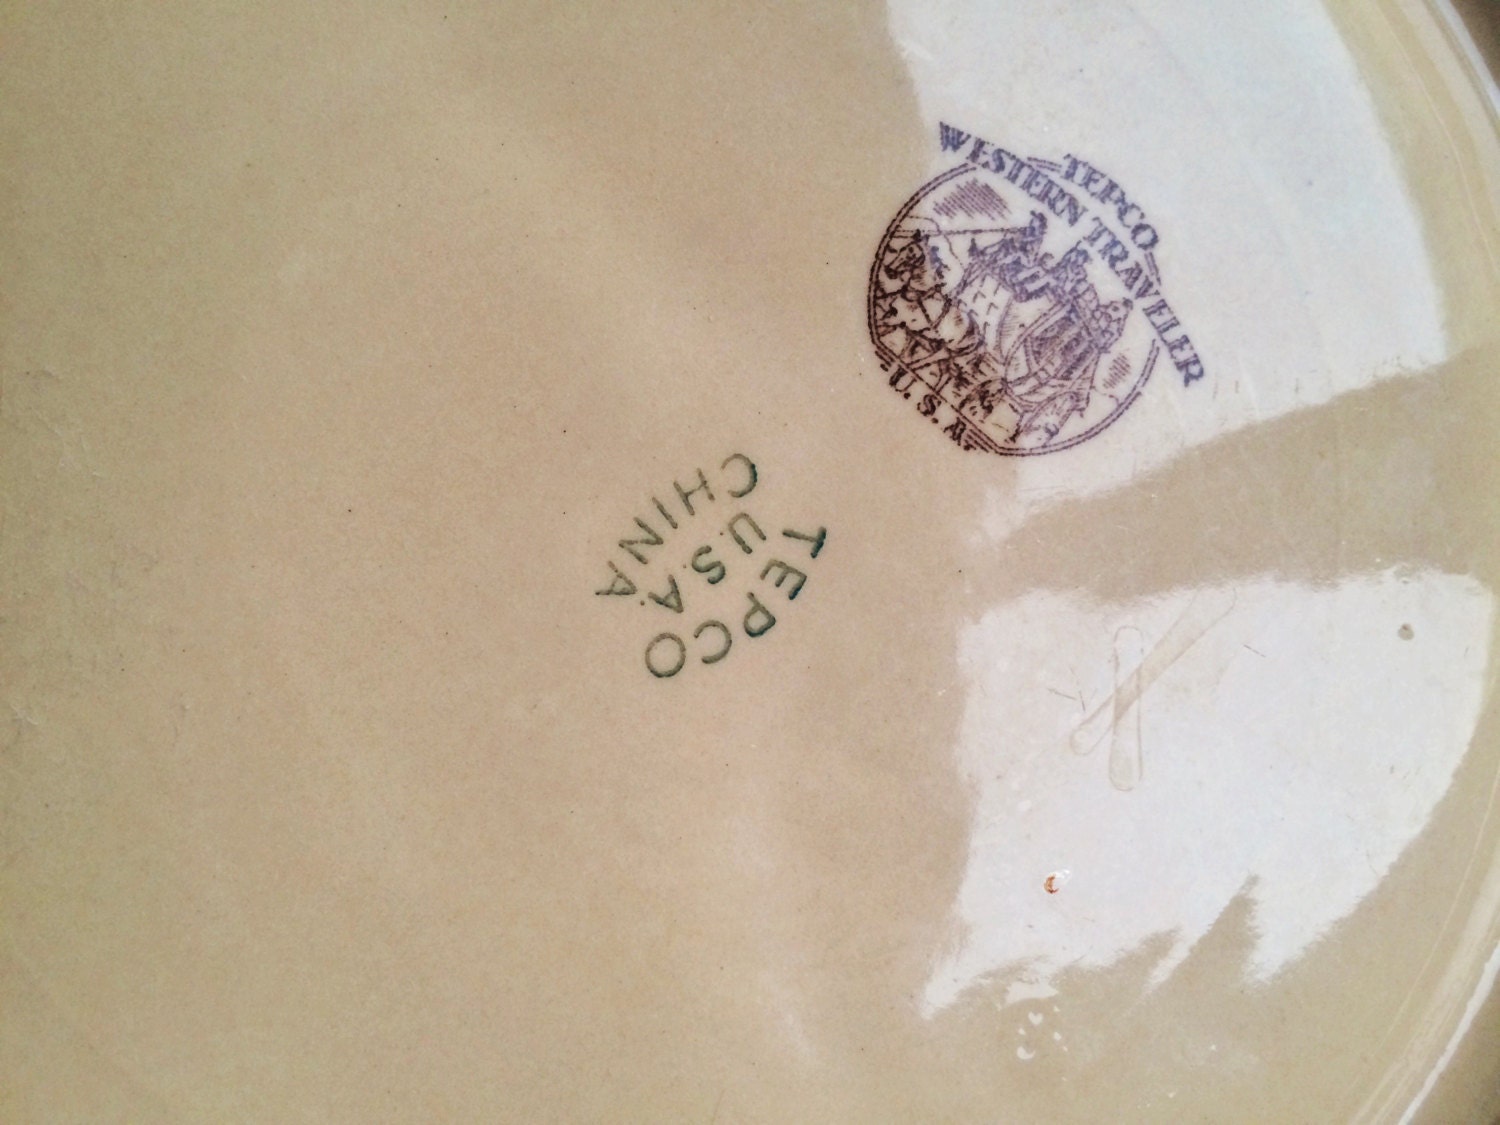 TEPCO
WESTERN TRAVELER
U.S.A.
TEPCO
U.S.A.
CHINA